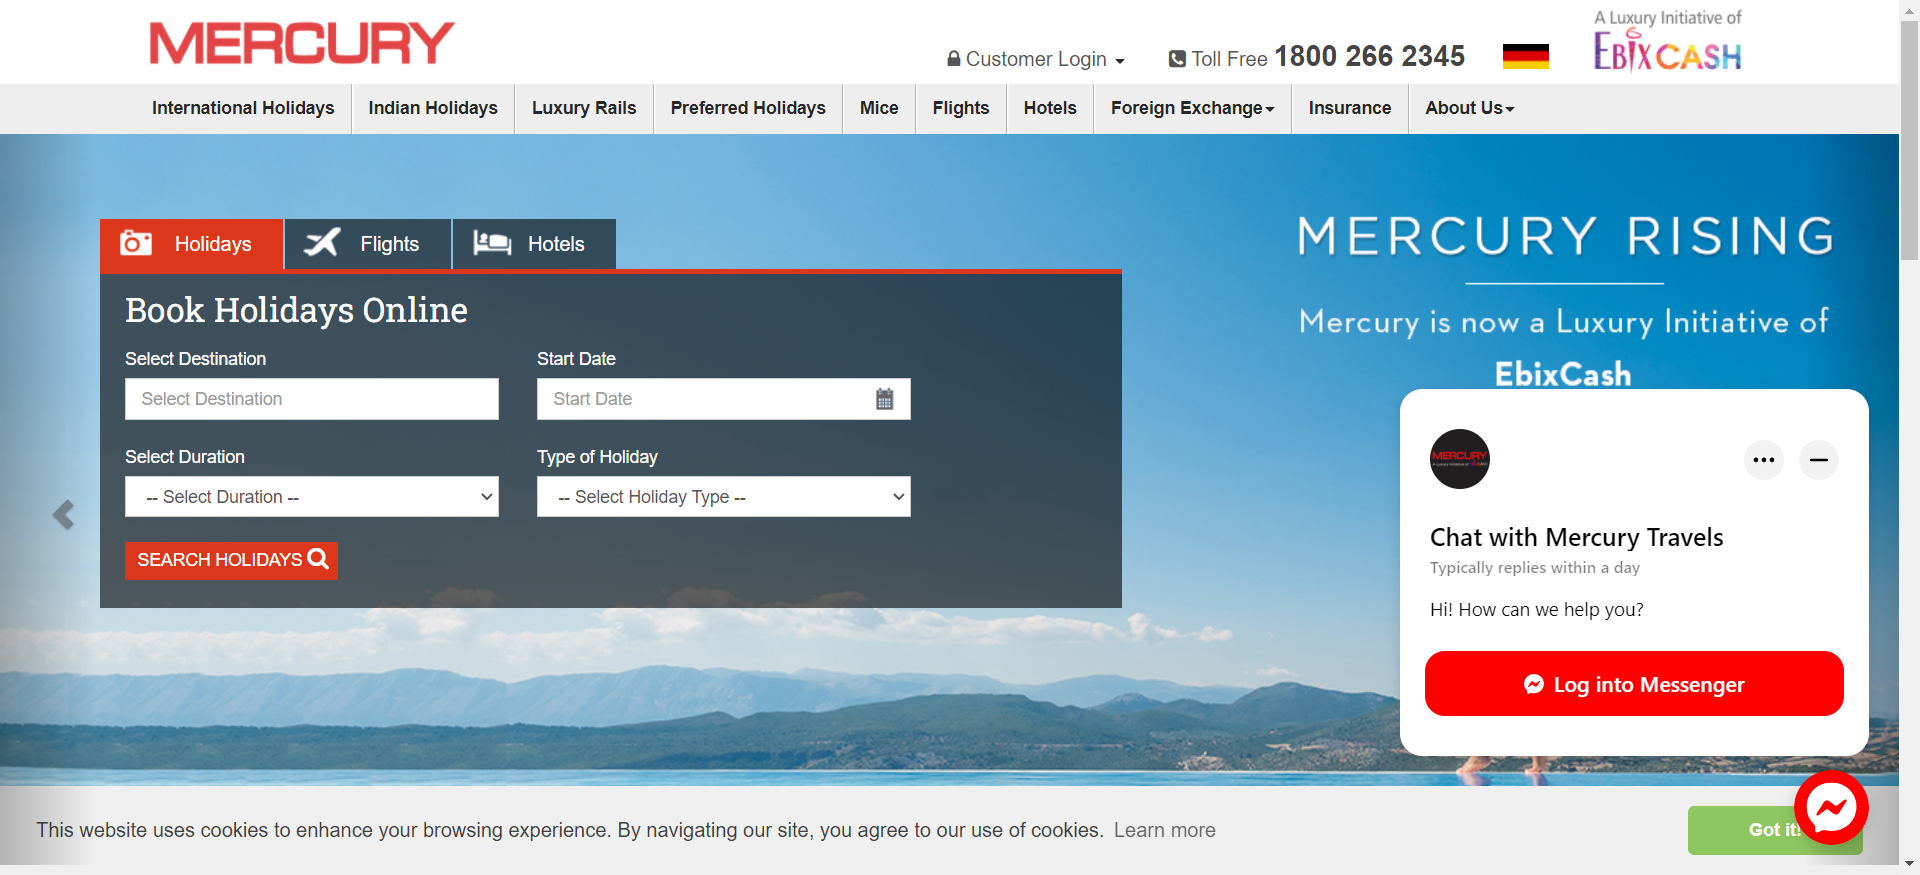 MERCURY
Customer Login
Toll Free 1800 266 2345
A Luxury Initiative of
EBIXCASH
International Holidays
Indian Holidays
Luxury Rails
Preferred Holidays
Mice
Flights
Hotels
Foreign Exchange
Insurance
About Us
Holidays
Flights
Hotels
Book Holidays Online
Select Destination
Start Date
Select Destination
Start Date
Select Duration
Type of Holiday
-- Select Duration --
-- Select Holiday Type --
SEARCH HOLIDAYS
MERCURY RISING
Mercury is now a Luxury Initiative of
EbixCash
MERCURY
Chat with Mercury Travels
Typically replies within a day
Hi! How can we help you?
Log into Messenger
This website uses cookies to enhance your browsing experience. By navigating our site, you agree to our use of cookies. Learn more
Got it!